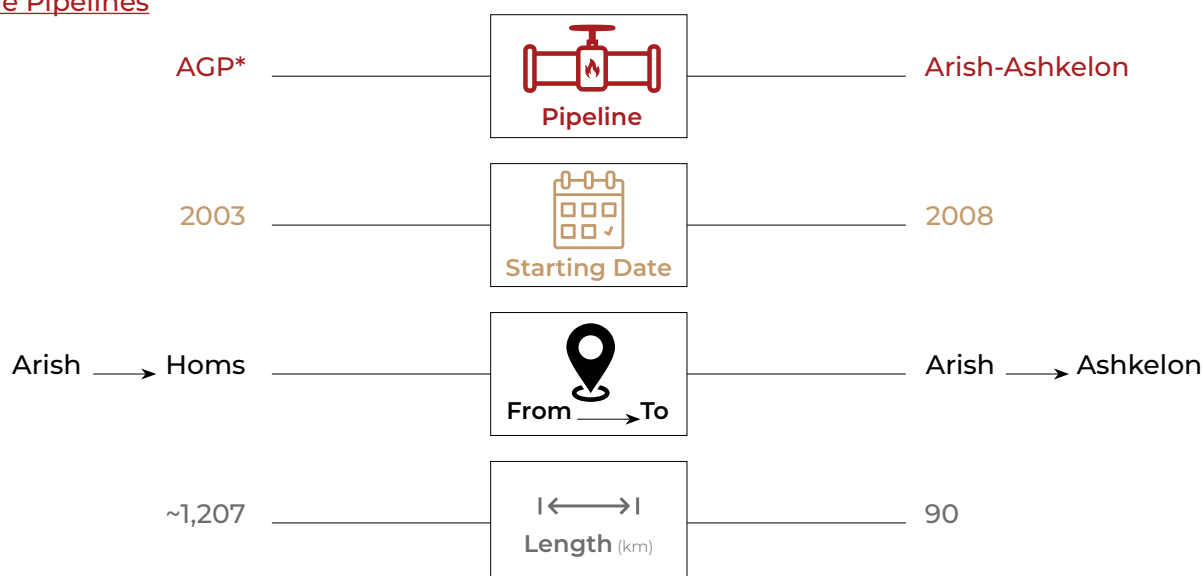 Pipelines
AGP*
Pipeline
Arish-Ashkelon
2003
Starting Date
2008
Arish → Homs
From → To
Arish → Ashkelon
~1,207
Length (km)
90